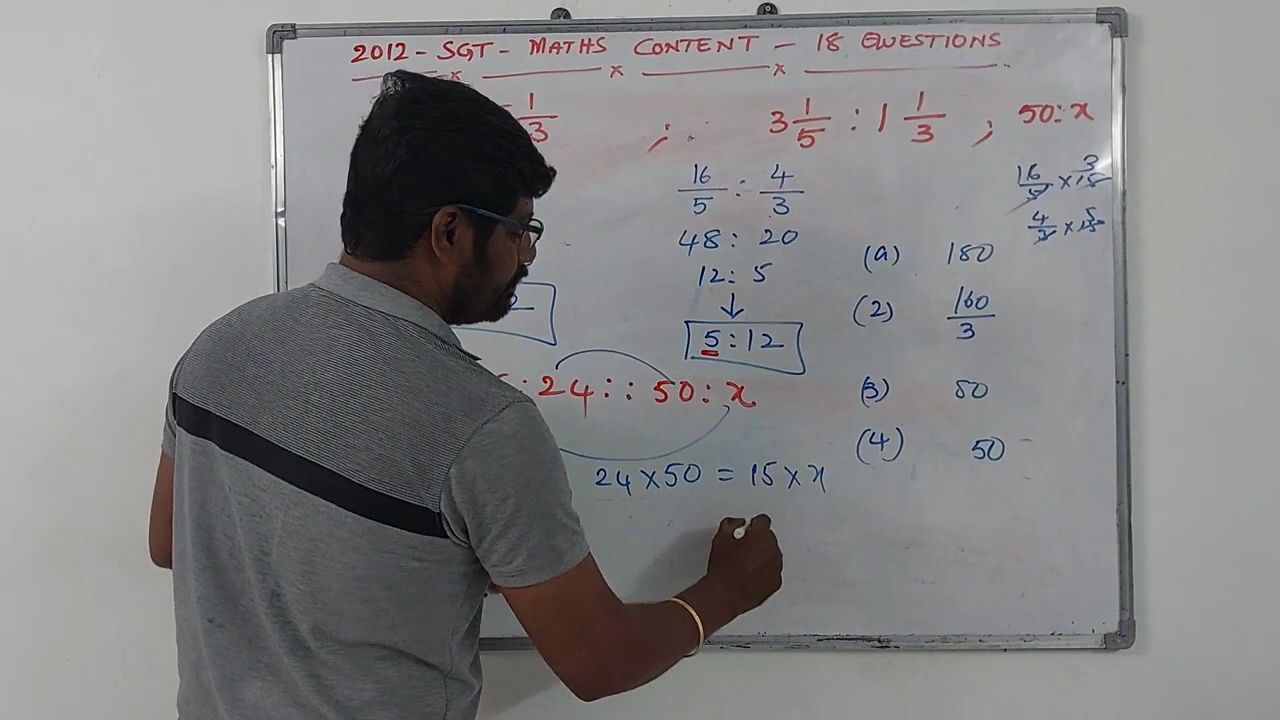 2012 - SGT - MATHS CONTENT - 18 QUESTIONS
1/3 ; 3 1/5 : 1 1/3 ; 50:x
16/5 : 4/3
48 : 20
12 : 5
↓
5 : 12
: 24 : : 50 : x
24 × 50 = 15 × x
16/5 × 15 3
4/3 × 15 5
(a) 180
(2) 160/3
(3) 80
(4) 50